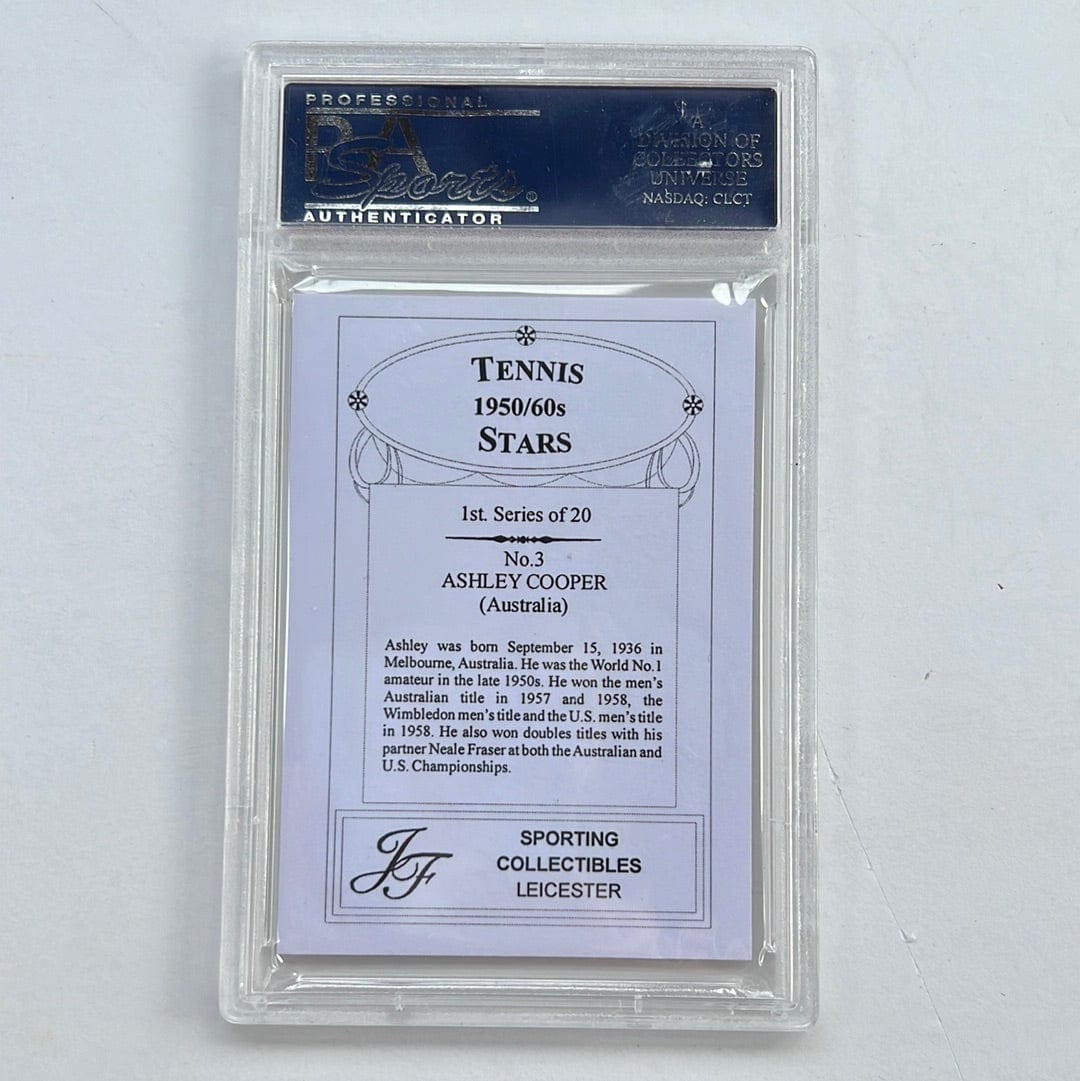 PROFESSIONAL
PSA
Sports®
AUTHENTICATOR
A
DIVISION OF
COLLECTORS
UNIVERSE
NASDAQ: CLCT
TENNIS
1950/60s
STARS
1st. Series of 20
No.3
ASHLEY COOPER
(Australia)
Ashley was born September 15, 1936 in
Melbourne, Australia. He was the World No.1
amateur in the late 1950s. He won the men's
Australian title in 1957 and 1958, the
Wimbledon men's title and the U.S. men's title
in 1958. He also won doubles titles with his
partner Neale Fraser at both the Australian and
U.S. Championships.
JF
SPORTING
COLLECTIBLES
LEICESTER